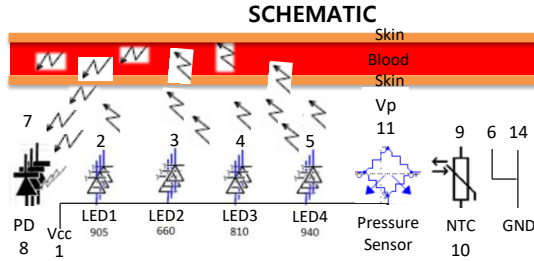 SCHEMATIC
Skin
Blood
Skin
Vp
7 2 3 4 5 11 9 6 14
PD Vcc LED1 LED2 LED3 LED4 Pressure Sensor NTC GND
8 1 905 660 810 940 10